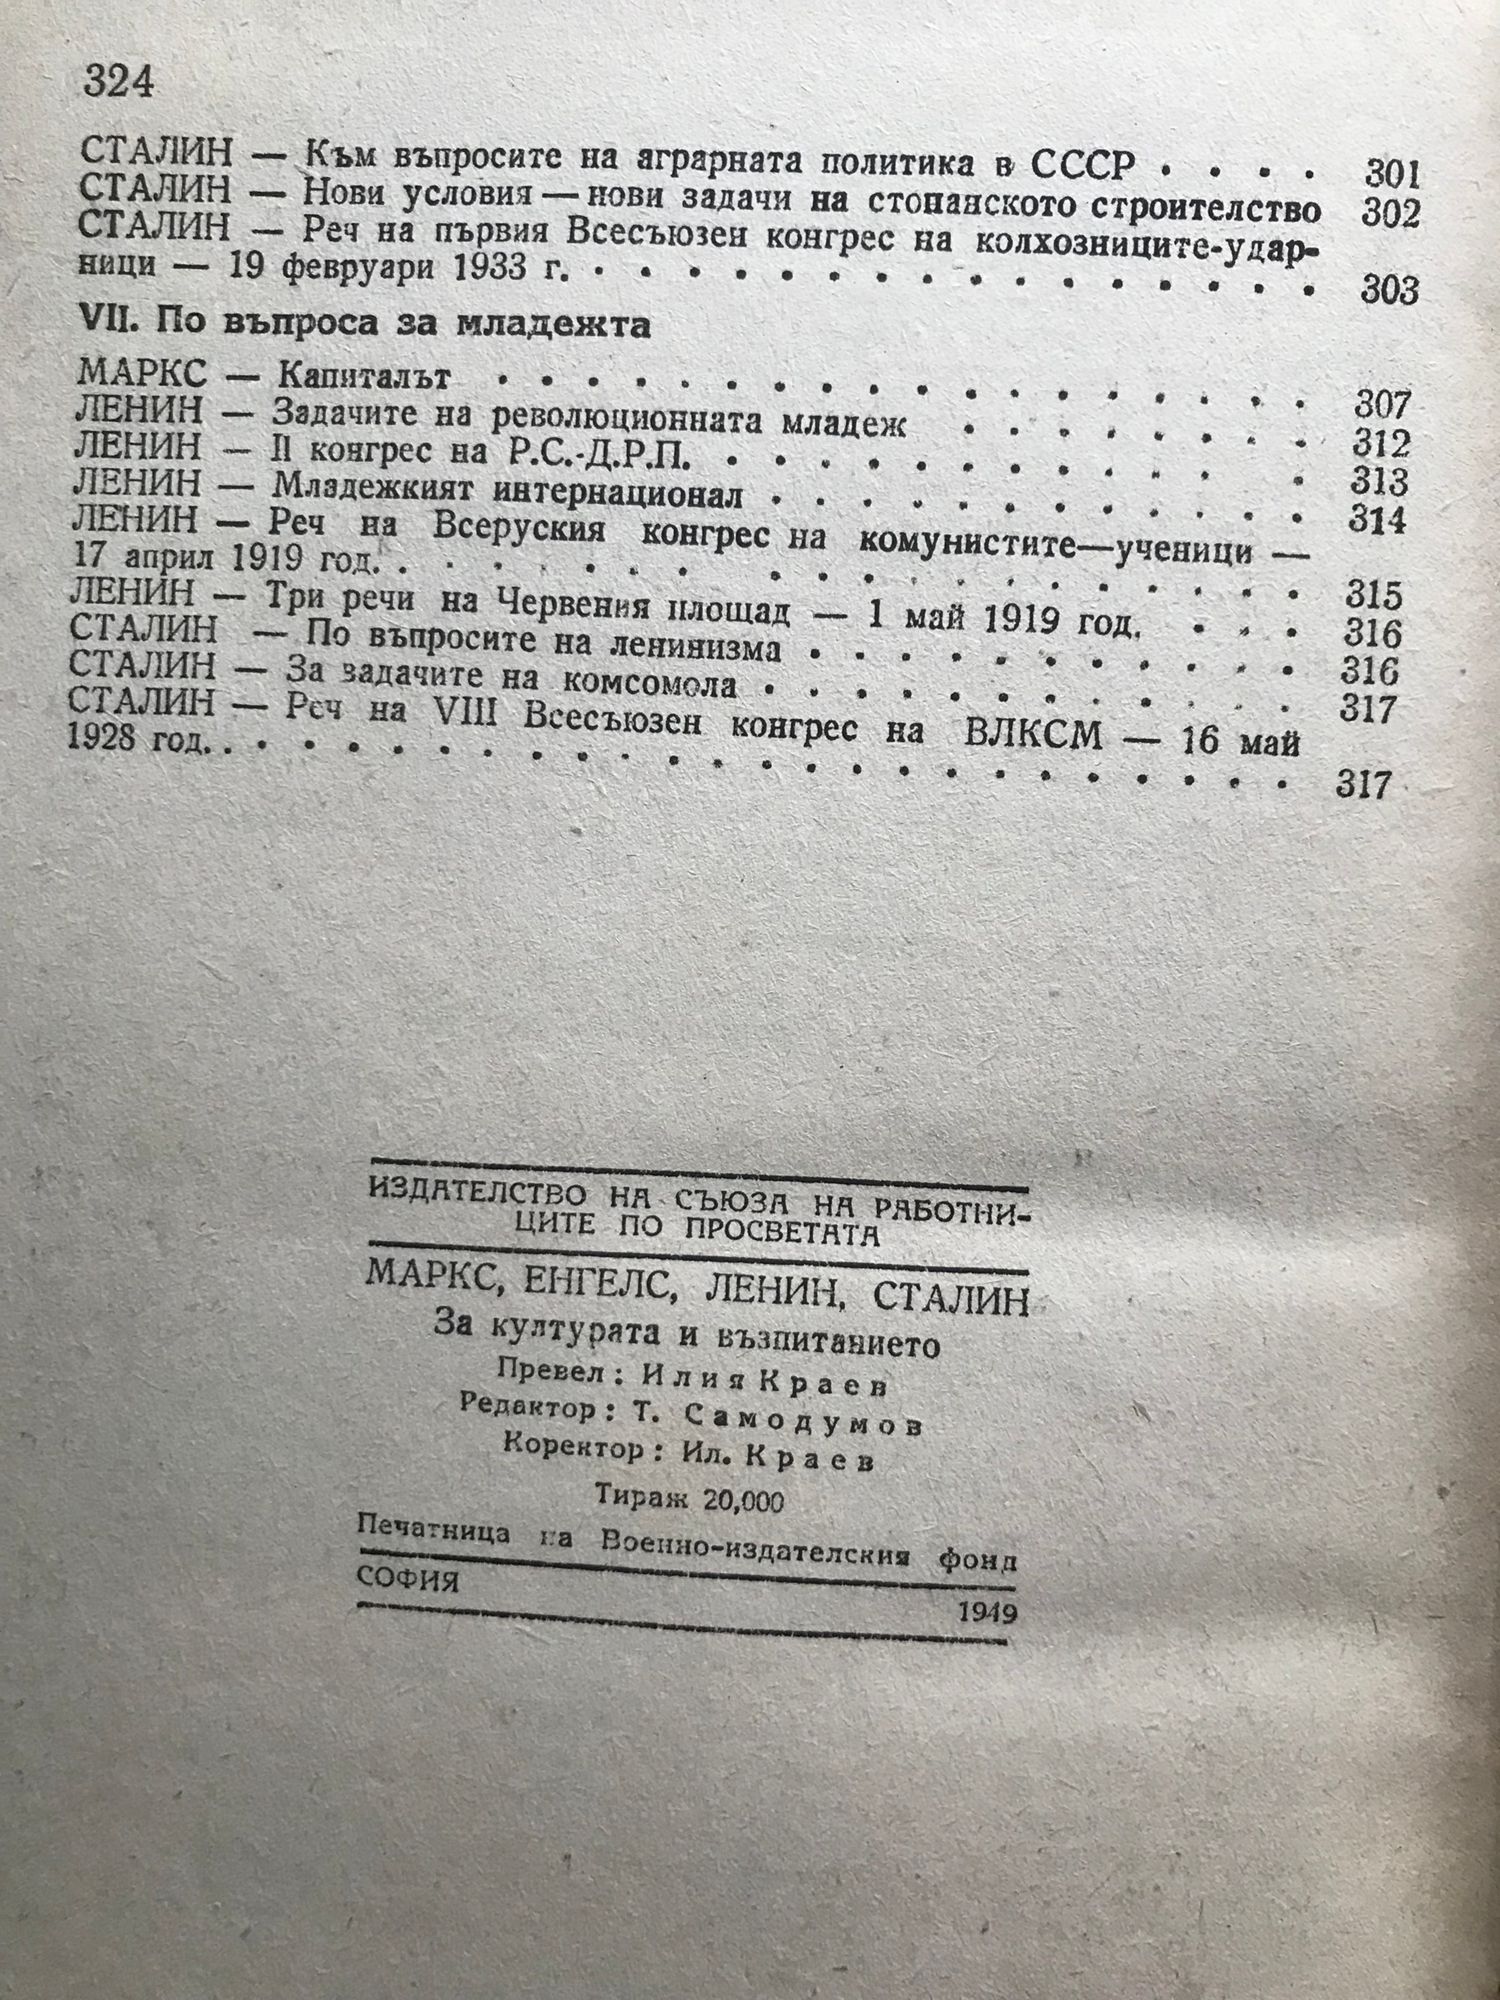 324
СТАЛИН — Към въпросите на аграрната политика в СССР . . . . 301
СТАЛИН — Нови условия — нови задачи на стопанското строителство 302
СТАЛИН — Реч на първия Всесъюзен конгрес на колхозниците-удар-
ници — 19 февруари 1933 г. . . . . . . . . . . . . . . . . 303
VII. По въпроса за младежта
МАРКС — Капиталът . . . . . . . . . . . . . . . . . . 307
ЛЕНИН — Задачите на революционната младеж . . . . . . . . 312
ЛЕНИН — II конгрес на Р.С.-Д.Р.П. . . . . . . . . . . . . 313
ЛЕНИН — Младежкият интернационал . . . . . . . . . . . . 314
ЛЕНИН — Реч на Всеруския конгрес на комунистите—ученици —
17 април 1919 год. . . . . . . . . . . . . . . . . . . . 315
ЛЕНИН — Три речи на Червения площад — 1 май 1919 год. . . . 316
СТАЛИН — По въпросите на ленинизма . . . . . . . . . . . 316
СТАЛИН — За задачите на комсомола . . . . . . . . . . . . 317
СТАЛИН — Реч на VIII Всесъюзен конгрес на ВЛКСМ — 16 май
1928 год. . . . . . . . . . . . . . . . . . . . . . . . . 317
ИЗДАТЕЛСТВО НА СЪЮЗА НА РАБОТНИ-
ЦИТЕ ПО ПРОСВЕТАТА
МАРКС, ЕНГЕЛС, ЛЕНИН, СТАЛИН
За културата и възпитанието
Превел: Илия Краев
Редактор: Т. Самодумов
Коректор: Ил. Краев
Тираж 20,000
Печатница на Военно-издателския фонд
СОФИЯ 1949